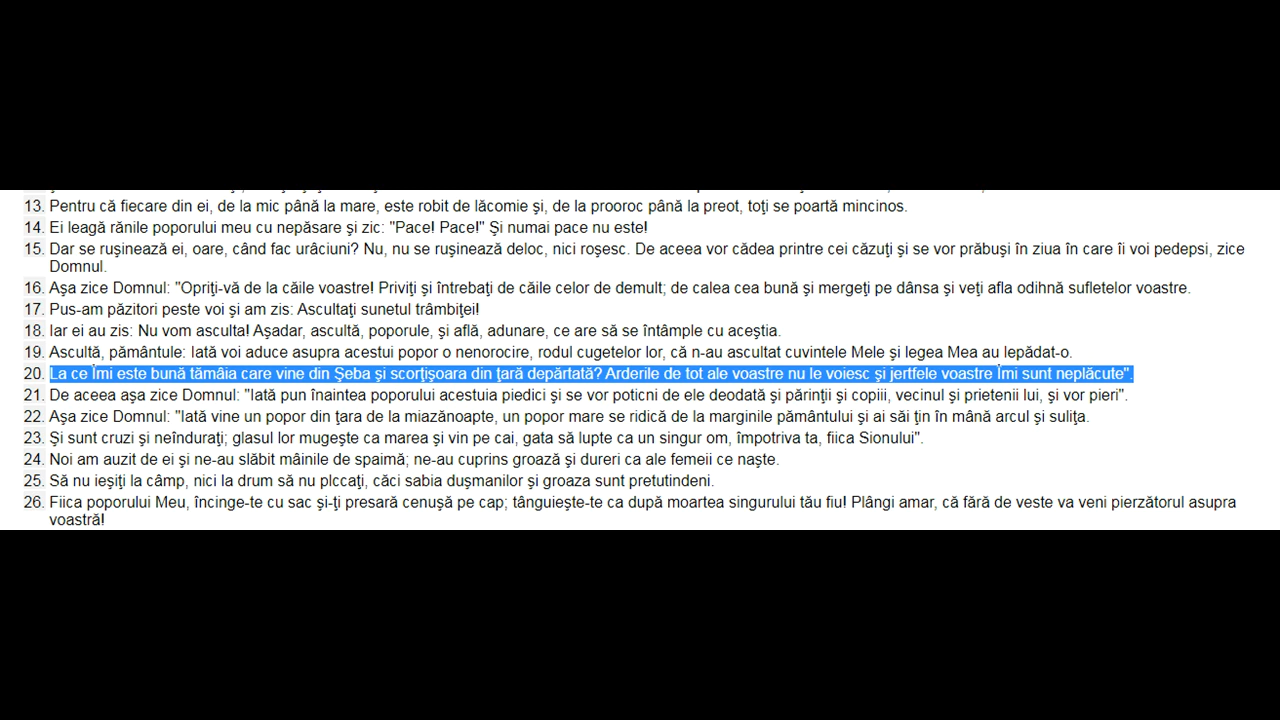 13. Pentru că fiecare din ei, de la mic până la mare, este robit de lăcomie şi, de la prooroc până la preot, toţi se poartă mincinos.
14. Ei leagă rănile poporului meu cu nepăsare şi zic: "Pace! Pace!" Şi numai pace nu este!
15. Dar se ruşinează ei, oare, când fac urâciuni? Nu, nu se ruşinează deloc, nici roşesc. De aceea vor cădea printre cei căzuţi şi se vor prăbuşi în ziua în care îi voi pedepsi, zice
Domnul.
16. Aşa zice Domnul: "Opriţi-vă de la căile voastre! Priviţi şi întrebaţi de căile celor de demult; de calea cea bună şi mergeţi pe dânsa şi veţi afla odihnă sufletelor voastre.
17. Pus-am păzitori peste voi şi am zis: Ascultaţi sunetul trâmbiţei!
18. Iar ei au zis: Nu vom asculta! Aşadar, ascultă, poporule, şi află, adunare, ce are să se întâmple cu aceştia.
19. Ascultă, pământule: Iată voi aduce asupra acestui popor o nenorocire, rodul cugetelor lor, că n-au ascultat cuvintele Mele şi legea Mea au lepădat-o.
20. La ce Îmi este bună tămâia care vine din Şeba şi scorţişoara din ţară depărtată? Arderile de tot ale voastre nu le voiesc şi jertfele voastre Îmi sunt neplăcute".
21. De aceea aşa zice Domnul: "Iată pun înaintea poporului acestuia piedici şi se vor poticni de ele deodată şi părinţii şi copiii, vecinul şi prietenii lui, şi vor pieri".
22. Aşa zice Domnul: "Iată vine un popor din ţara de la miazănoapte, un popor mare se ridică de la marginile pământului şi ai săi ţin în mână arcul şi suliţa.
23. Şi sunt cruzi şi neînduraţi; glasul lor mugeşte ca marea şi vin pe cai, gata să lupte ca un singur om, împotriva ta, fiica Sionului".
24. Noi am auzit de ei şi ne-au slăbit mâinile de spaimă; ne-au cuprins groază şi dureri ca ale femeii ce naşte.
25. Să nu ieşiţi la câmp, nici la drum să nu plccaţi, căci sabia duşmanilor şi groaza sunt pretutindeni.
26. Fiica poporului Meu, încinge-te cu sac şi-ţi presară cenuşă pe cap; tânguieşte-te ca după moartea singurului tău fiu! Plângi amar, că fără de veste va veni pierzătorul asupra
voastră!